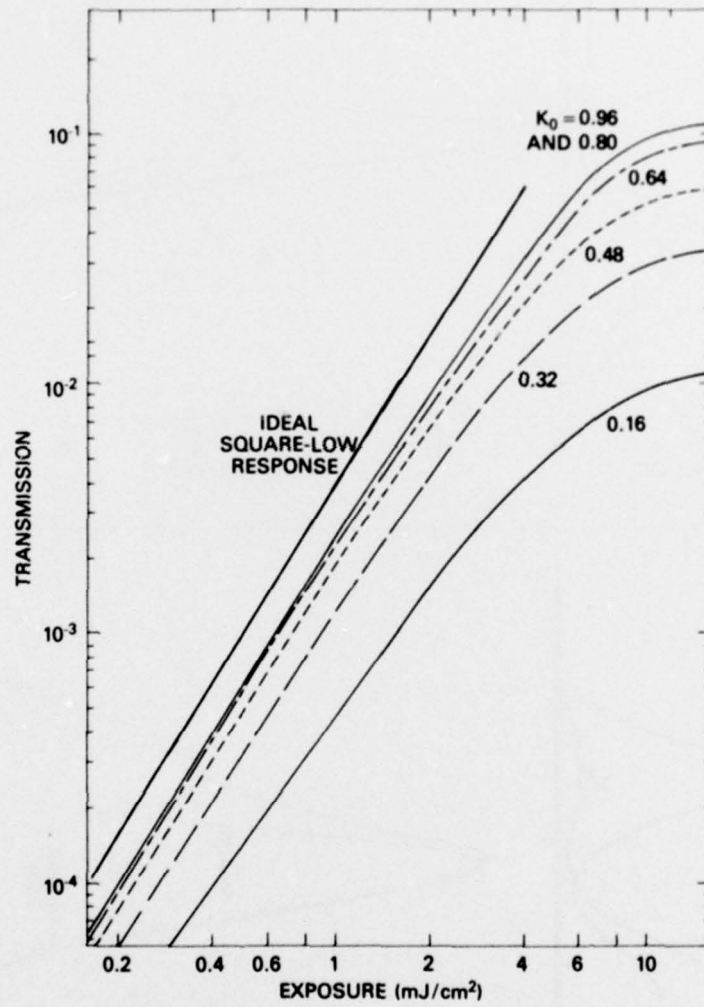 K₀ = 0.96
AND 0.80
10⁻¹
0.64
0.48
0.32
10⁻²
0.16
IDEAL
SQUARE-LOW
RESPONSE
TRANSMISSION
10⁻³
10⁻⁴
0.2 0.4 0.6 1 2 4 6 10
EXPOSURE (mJ/cm²)